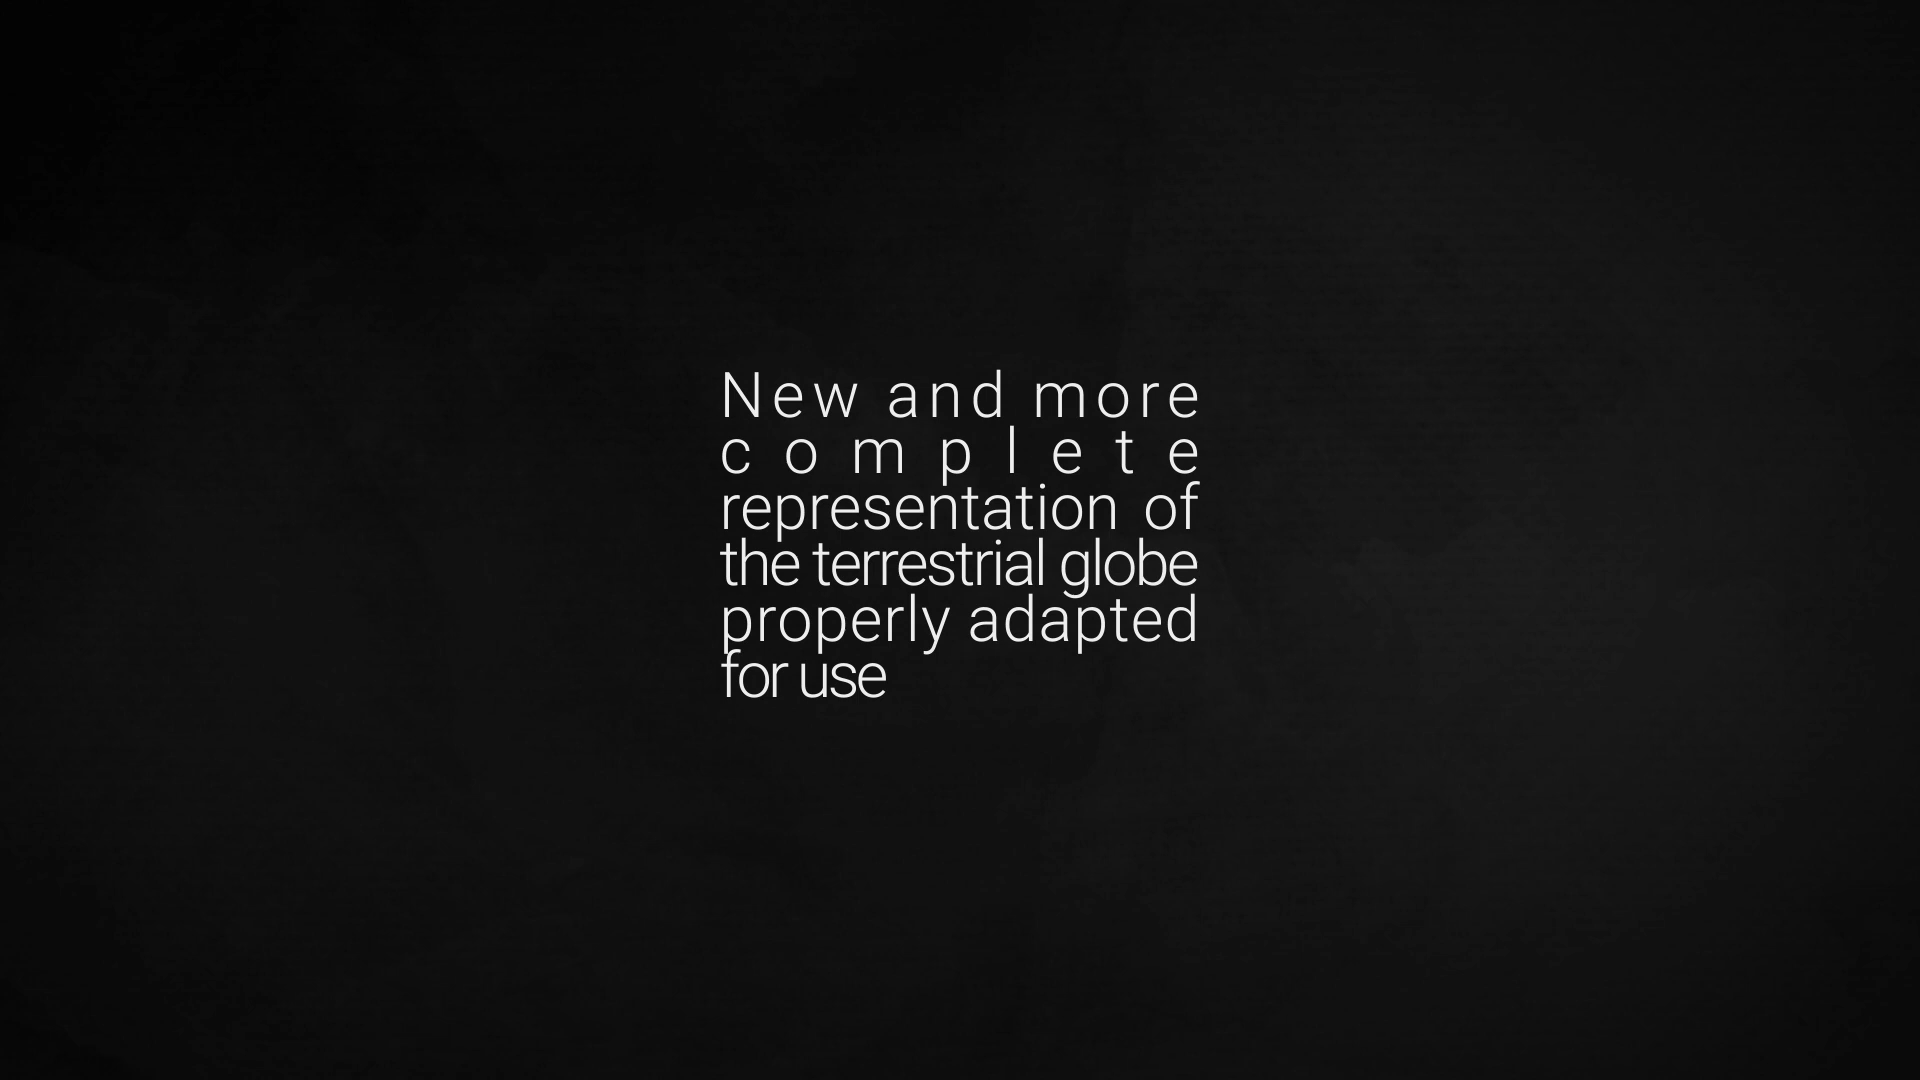 New and more
complete
representation of
the terrestrial globe
properly adapted
for use